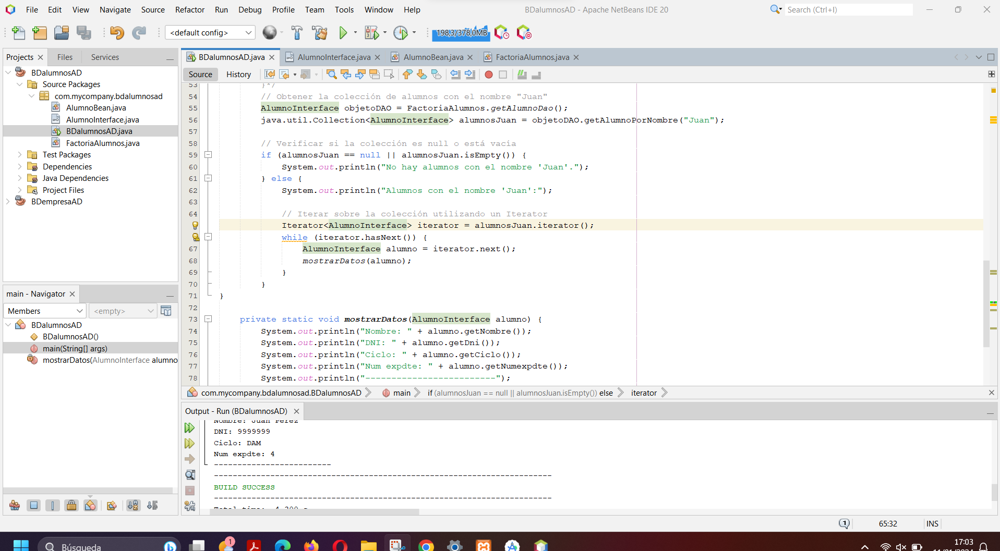 File Edit View Navigate Source Refactor Run Debug Profile Team Tools Window Help
BDalumnosAD - Apache NetBeans IDE 20
Search (Ctrl+I)
<default config>
198,3/378,0MB
Projects Files Services
BDalumnosAD
Source Packages
com.mycompany.bdalumnosad
AlumnoBean.java
AlumnoInterface.java
BDalumnosAD.java
FactoriaAlumnos.java
Test Packages
Dependencies
Java Dependencies
Project Files
BDempresaAD
main - Navigator
Members
<empty>
BDalumnosAD
BDalumnosAD()
main(String[] args)
mostrarDatos(AlumnoInterface alumno
BDalumnosAD.java AlumnoInterface.java AlumnoBean.java FactoriaAlumnos.java
Source History
53 }*/
54 // Obtener la colección de alumnos con el nombre "Juan"
55 AlumnoInterface objetoDAO = FactoriaAlumnos.getAlumnoDao();
56 java.util.Collection<AlumnoInterface> alumnosJuan = objetoDAO.getAlumnoPorNombre("Juan");
57
58 // Verificar si la colección es null o está vacía
59 if (alumnosJuan == null || alumnosJuan.isEmpty()) {
60 System.out.println("No hay alumnos con el nombre 'Juan'.");
61 } else {
62 System.out.println("Alumnos con el nombre 'Juan':");
63
64 // Iterar sobre la colección utilizando un Iterator
Iterator<AlumnoInterface> iterator = alumnosJuan.iterator();
while (iterator.hasNext()) {
67 AlumnoInterface alumno = iterator.next();
68 mostrarDatos(alumno);
69 }
70 }
71 }
72
73 private static void mostrarDatos(AlumnoInterface alumno) {
74 System.out.println("Nombre: " + alumno.getNombre());
75 System.out.println("DNI: " + alumno.getDni());
76 System.out.println("Ciclo: " + alumno.getCiclo());
77 System.out.println("Num expdte: " + alumno.getNumexpdte());
78 System.out.println("-------------------------");
com.mycompany.bdalumnosad.BDalumnosAD main if (alumnosJuan == null || alumnosJuan.isEmpty()) else iterator
Output - Run (BDalumnosAD)
Nombre: Juan Perez
DNI: 9999999
Ciclo: DAM
Num expdte: 4
-------------------------
------------------------------------------------------------------------
BUILD SUCCESS
------------------------------------------------------------------------
Total time:
1
65:32
INS
Búsqueda
1
17:03